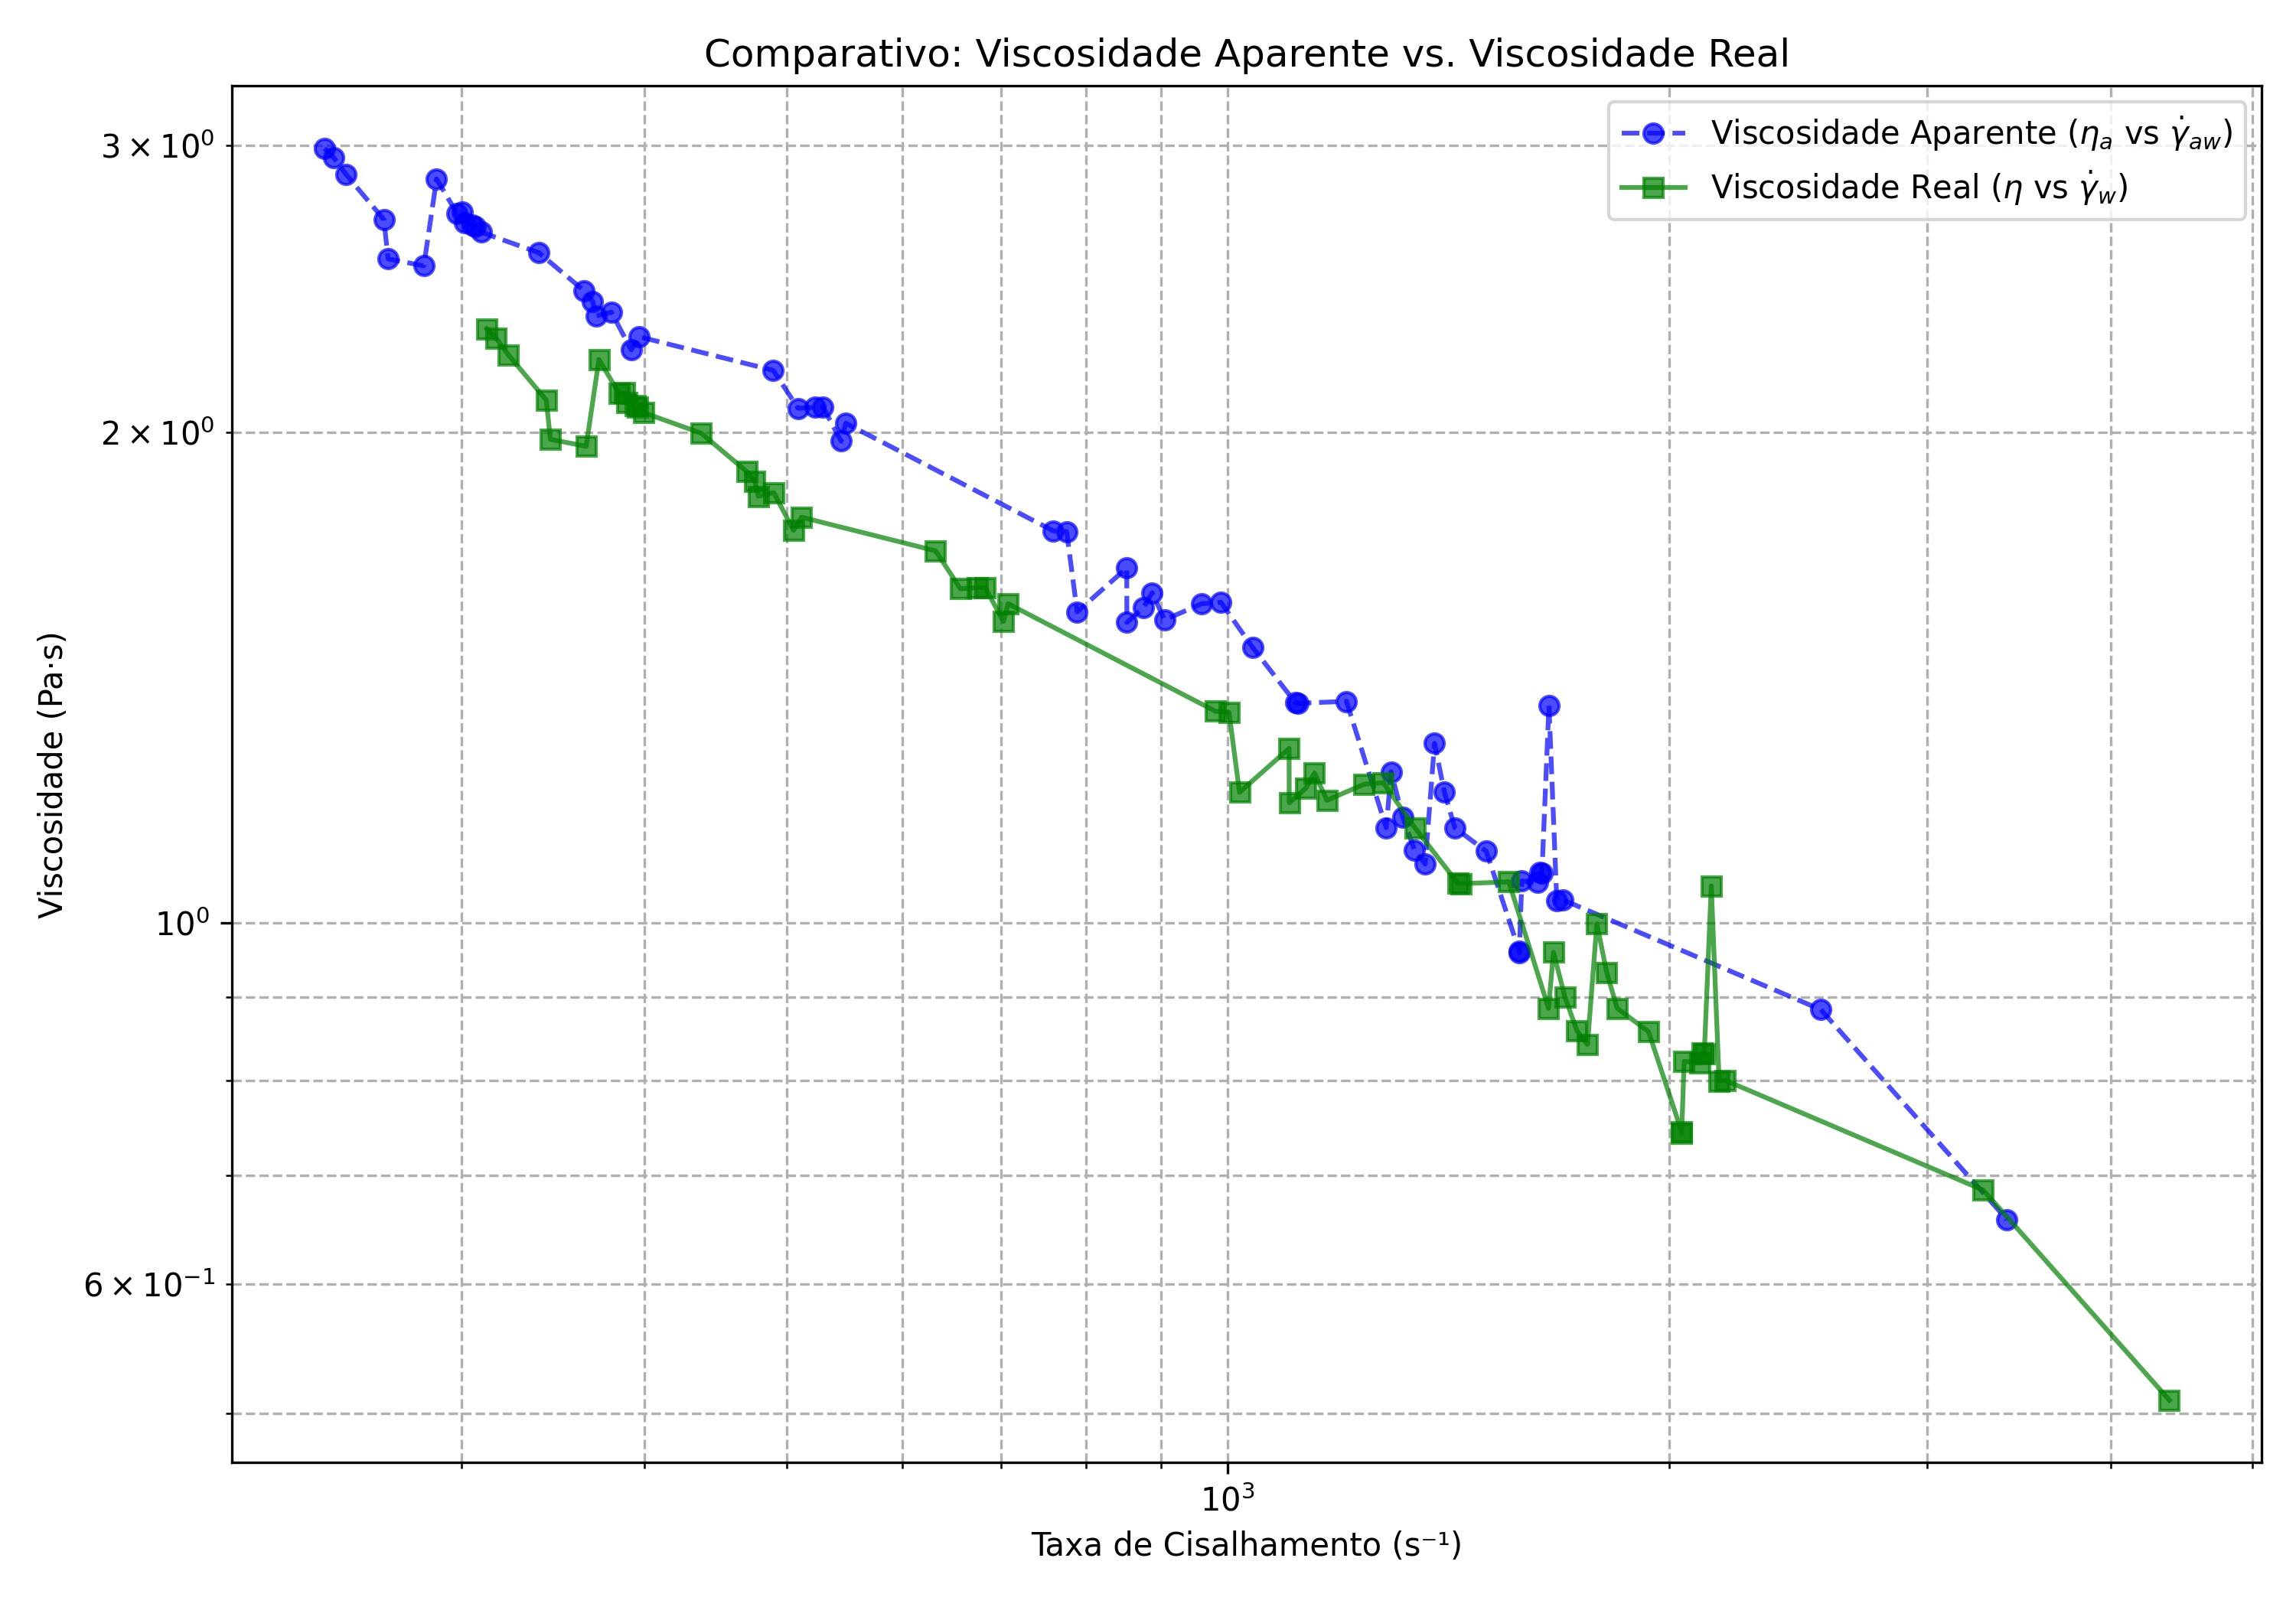 Comparativo: Viscosidade Aparente vs. Viscosidade Real
Viscosidade Aparente (ηₐ vs γ̇ₐw)
Viscosidade Real (η vs γ̇w)
3 × 10⁰
2 × 10⁰
10⁰
6 × 10⁻¹
Viscosidade (Pa·s)
10³
Taxa de Cisalhamento (s⁻¹)